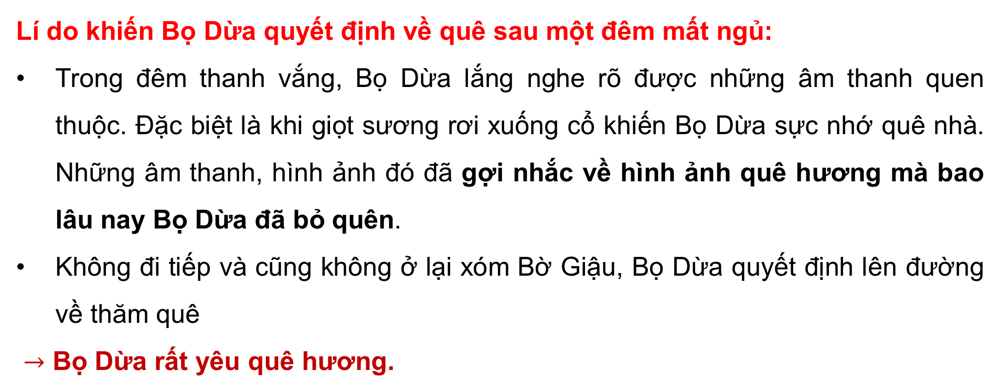 Lí do khiến Bọ Dừa quyết định về quê sau một đêm mất ngủ:
• Trong đêm thanh vắng, Bọ Dừa lắng nghe rõ được những âm thanh quen
thuộc. Đặc biệt là khi giọt sương rơi xuống cổ khiến Bọ Dừa sực nhớ quê nhà.
Những âm thanh, hình ảnh đó đã gợi nhắc về hình ảnh quê hương mà bao
lâu nay Bọ Dừa đã bỏ quên.
• Không đi tiếp và cũng không ở lại xóm Bờ Giậu, Bọ Dừa quyết định lên đường
về thăm quê
→ Bọ Dừa rất yêu quê hương.